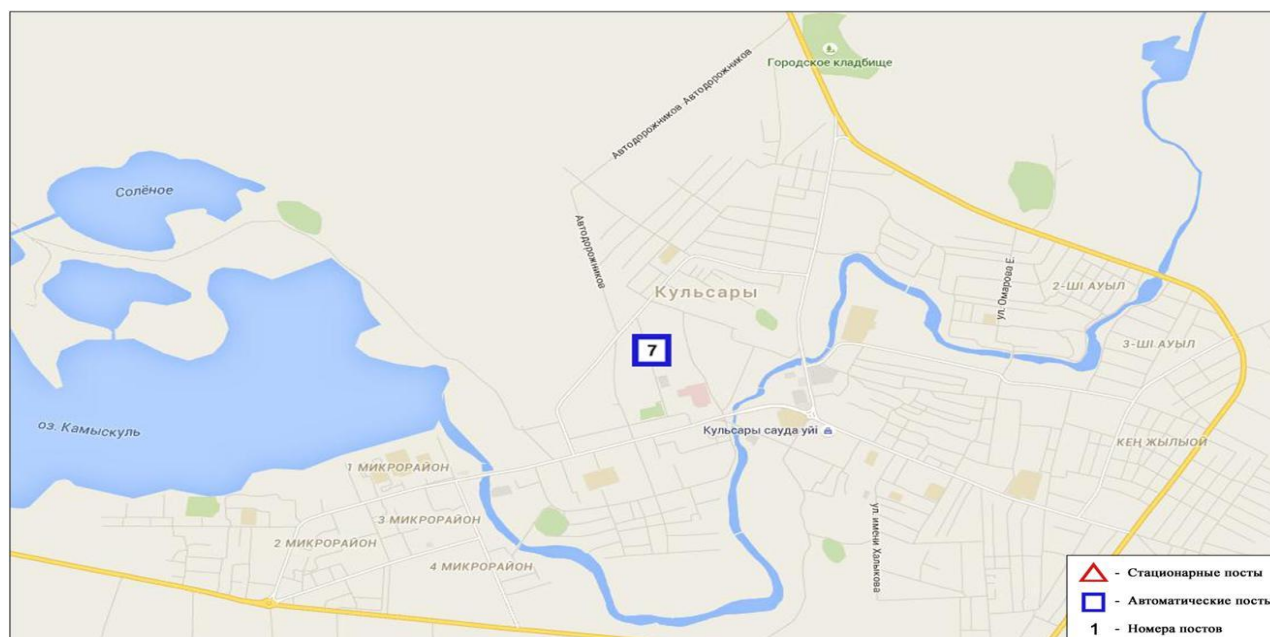 Городское кладбище
Автодорожников
Автодорожников
Солёное
Автодорожников
ул. Омарова Е.
2-ШІ АУЫЛ
Кульсары
3-ШІ АУЫЛ
7
оз. Камыскуль
Кульсары сауда уйі
КЕҢ ЖЫЛЫОЙ
1 МИКРОРАЙОН
3 МИКРОРАЙОН
2 МИКРОРАЙОН
4 МИКРОРАЙОН
ул. имени Халыкова
- Стационарные посты
- Автоматические посты
1 - Номера постов